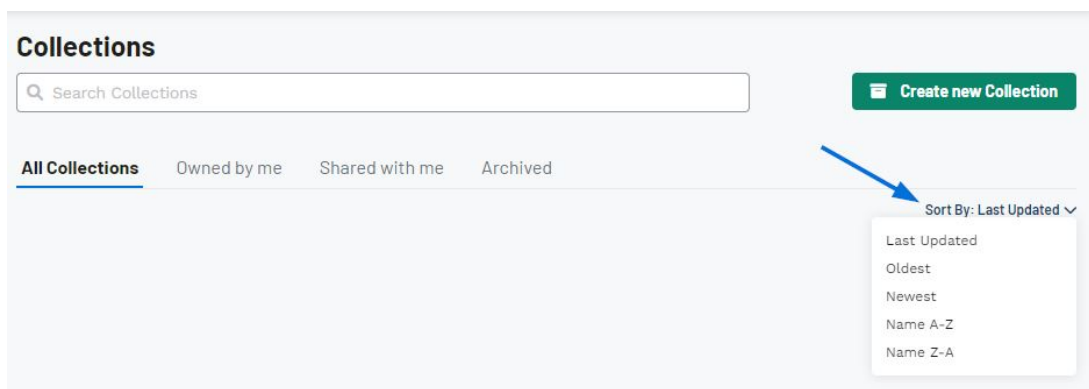 Collections
Search Collections
Create new Collection
All Collections Owned by me Shared with me Archived
Sort By: Last Updated
Last Updated
Oldest
Newest
Name A-Z
Name Z-A